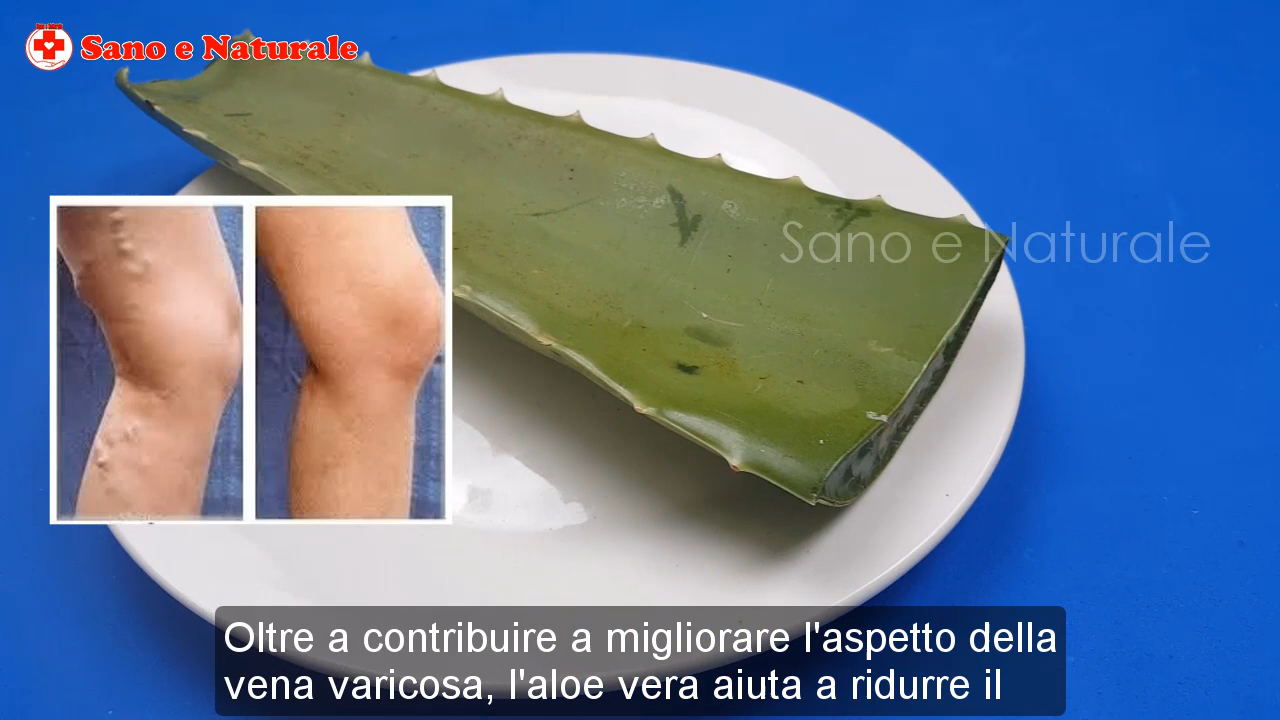 Sano e Naturale
Sano e Naturale
Oltre a contribuire a migliorare l'aspetto della
vena varicosa, l'aloe vera aiuta a ridurre il